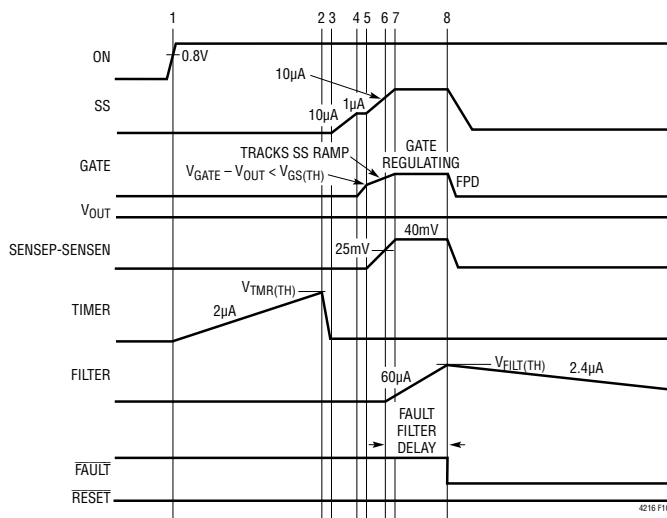 1 2 3 4 5 6 7 8
ON
0.8V
10µA
SS
10µA
1µA
TRACKS SS RAMP
GATE
REGULATING
GATE
VGATE – VOUT < VGS(TH)
FPD
VOUT
40mV
SENSEP-SENSEN
25mV
VTMR(TH)
TIMER
2µA
VFILT(TH)
FILTER
60µA
2.4µA
FAULT
FILTER
DELAY
FAULT
RESET
4216 F10